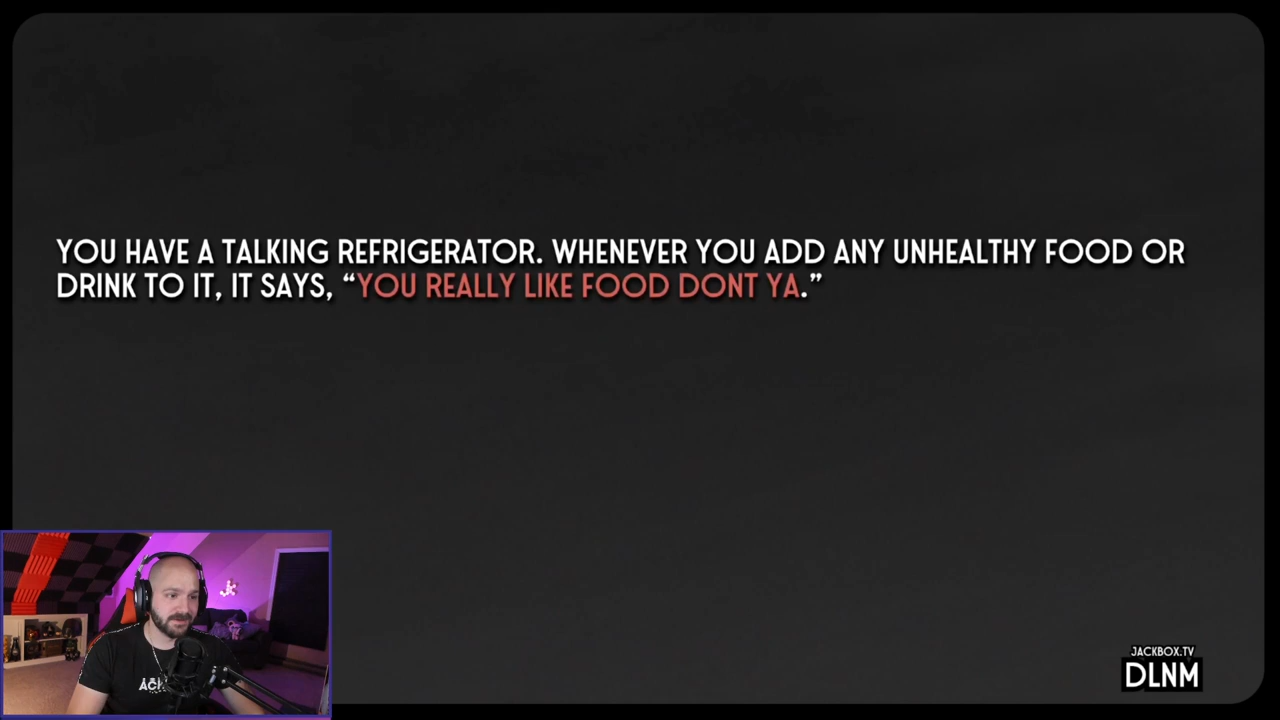 YOU HAVE A TALKING REFRIGERATOR. WHENEVER YOU ADD ANY UNHEALTHY FOOD OR
DRINK TO IT, IT SAYS, “YOU REALLY LIKE FOOD DONT YA.”
JACKBOX.TV
DLNM